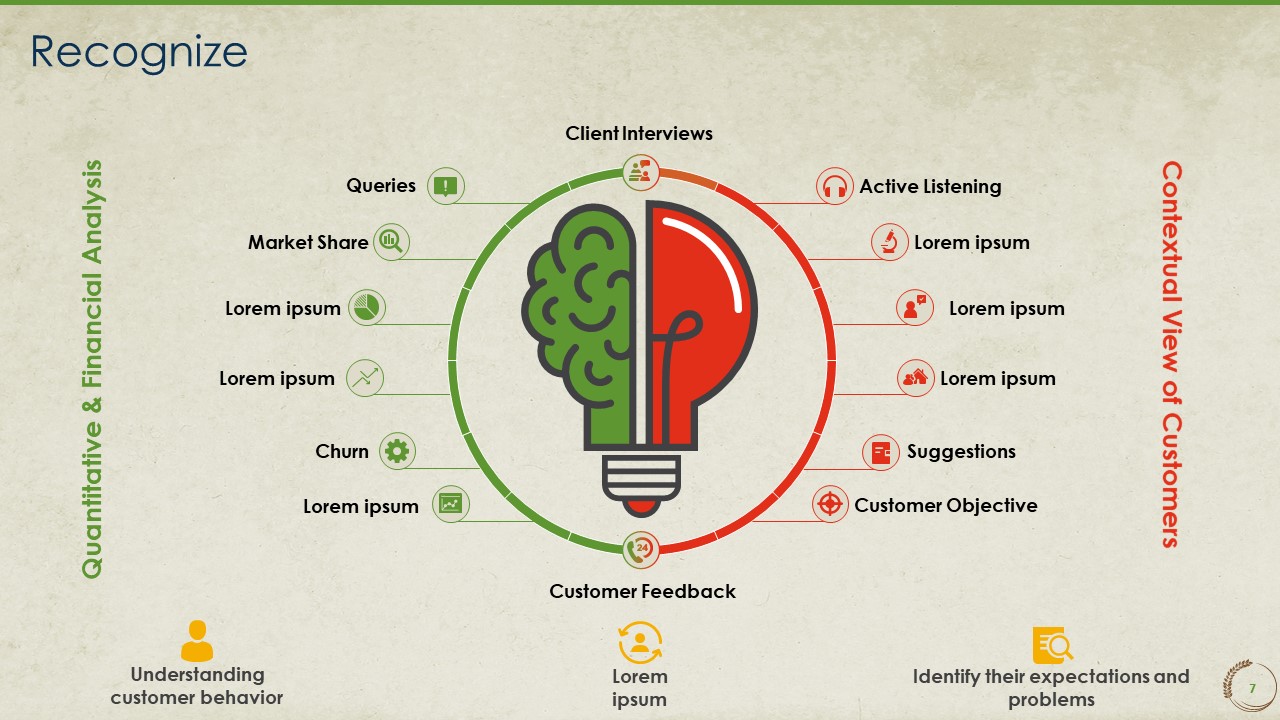 Recognize
Client Interviews
Quantitative & Financial Analysis
Queries
Market Share
Lorem ipsum
Lorem ipsum
Churn
Lorem ipsum
Active Listening
Lorem ipsum
Lorem ipsum
Lorem ipsum
Suggestions
Customer Objective
Contextual View of Customers
24
Customer Feedback
Understanding
customer behavior
Lorem
ipsum
Identify their expectations and
problems
7